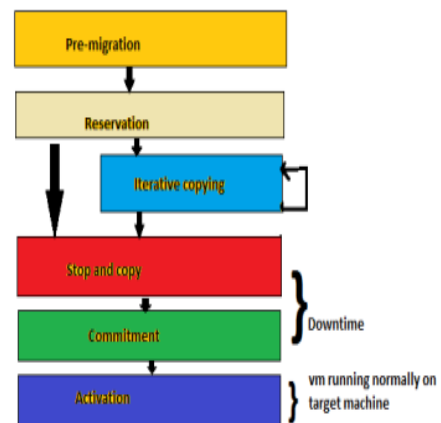 Pre-migration
Reservation
Iterative copying
Stop and copy
Downtime
Commitment
vm running normally on
target machine
Activation